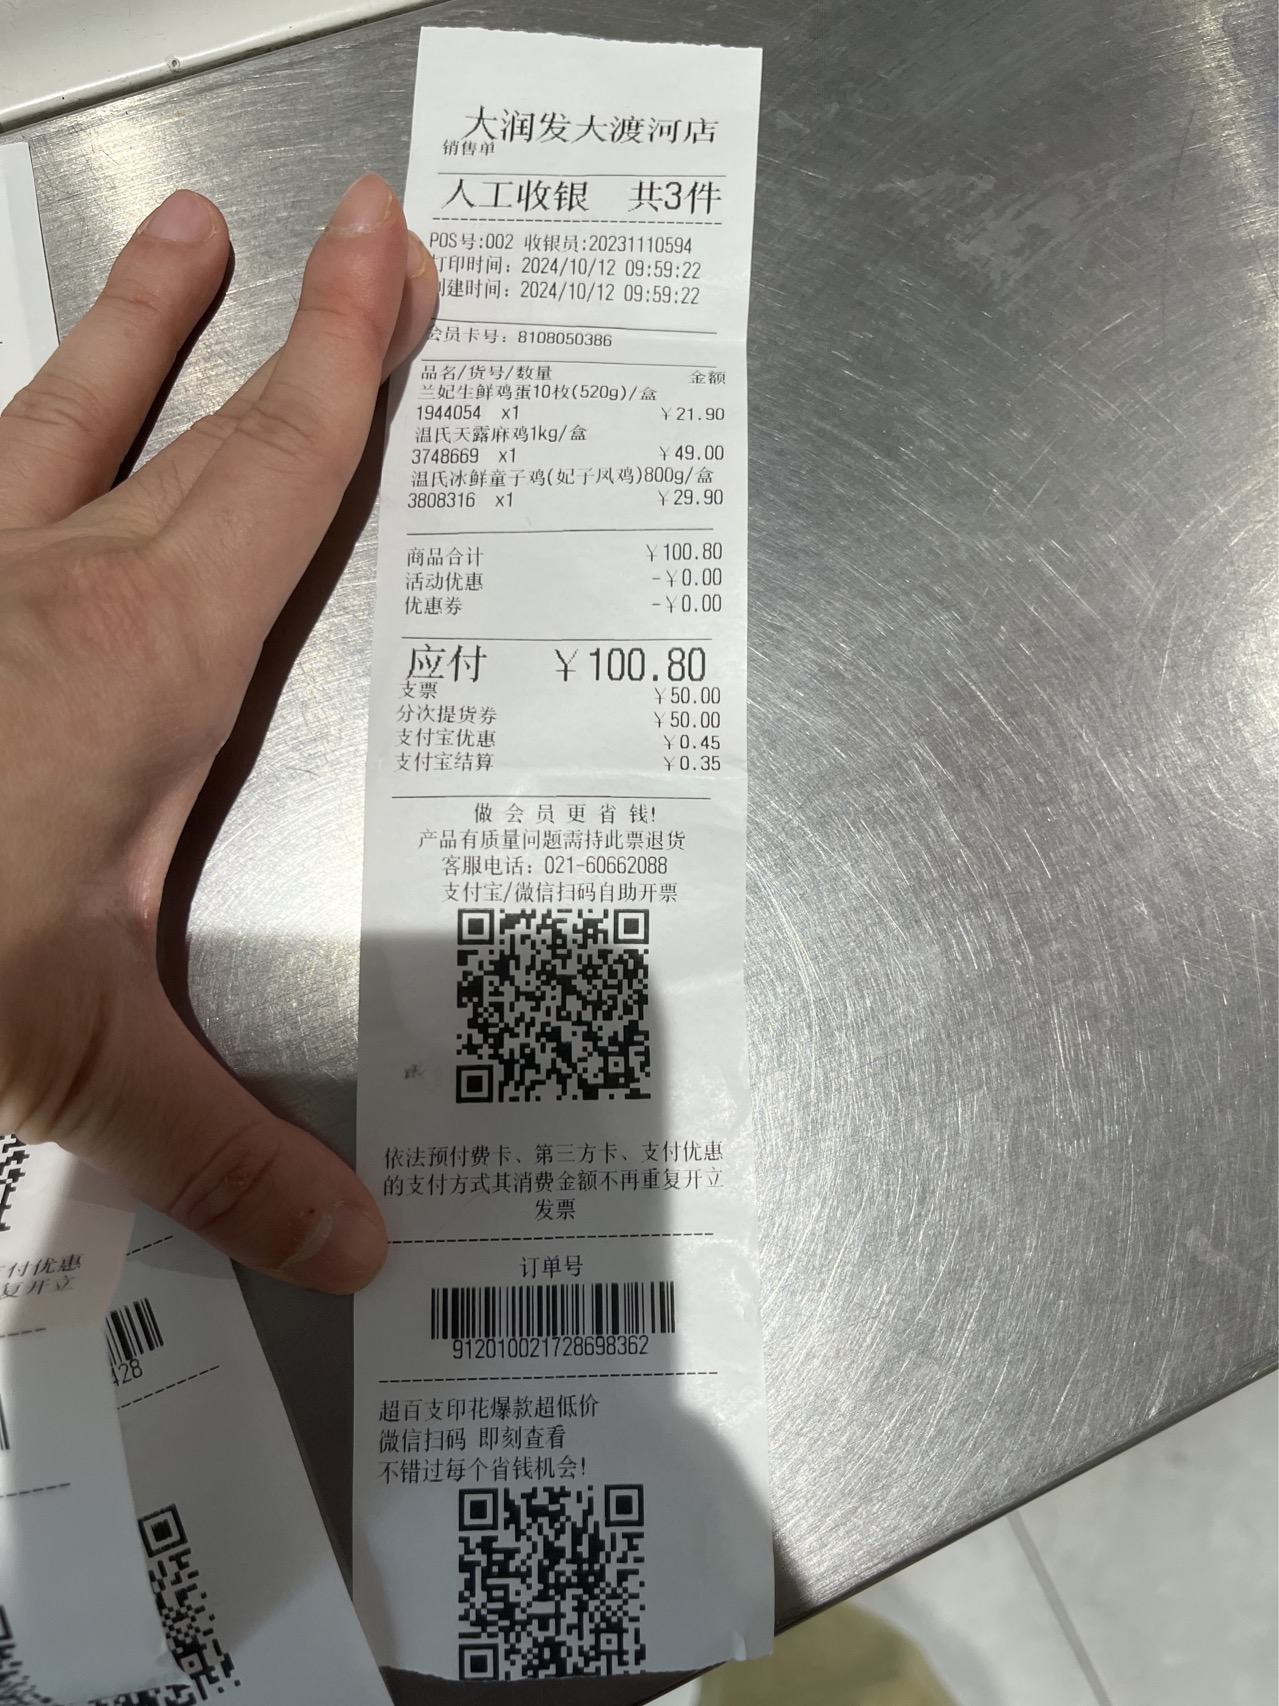 大润发大渡河店
销售单
人工收银 共3件
POS号:002 收银员:20231110594
打印时间: 2024/10/12 09:59:22
创建时间: 2024/10/12 09:59:22
会员卡号: 8108050386
品名/货号/数量 金额
兰妃生鲜鸡蛋10枚(520g)/盒
1944054 x1 ￥21.90
温氏天露麻鸡1kg/盒
3748669 x1 ￥49.00
温氏冰鲜童子鸡(妃子凤鸡)800g/盒
3808316 x1 ￥29.90
商品合计 ￥100.80
活动优惠 -￥0.00
优惠券 -￥0.00
应付 ￥100.80
支票 ￥50.00
分次提货券 ￥50.00
支付宝优惠 ￥0.45
支付宝结算 ￥0.35
做会员更省钱!
产品有质量问题需持此票退货
客服电话: 021-60662088
支付宝/微信扫码自助开票
依法预付费卡、第三方卡、支付优惠
的支付方式其消费金额不再重复开立
发票
订单号
912010021728698362
超百支印花爆款超低价
微信扫码 即刻查看
不错过每个省钱机会!
付优惠
复开立
428